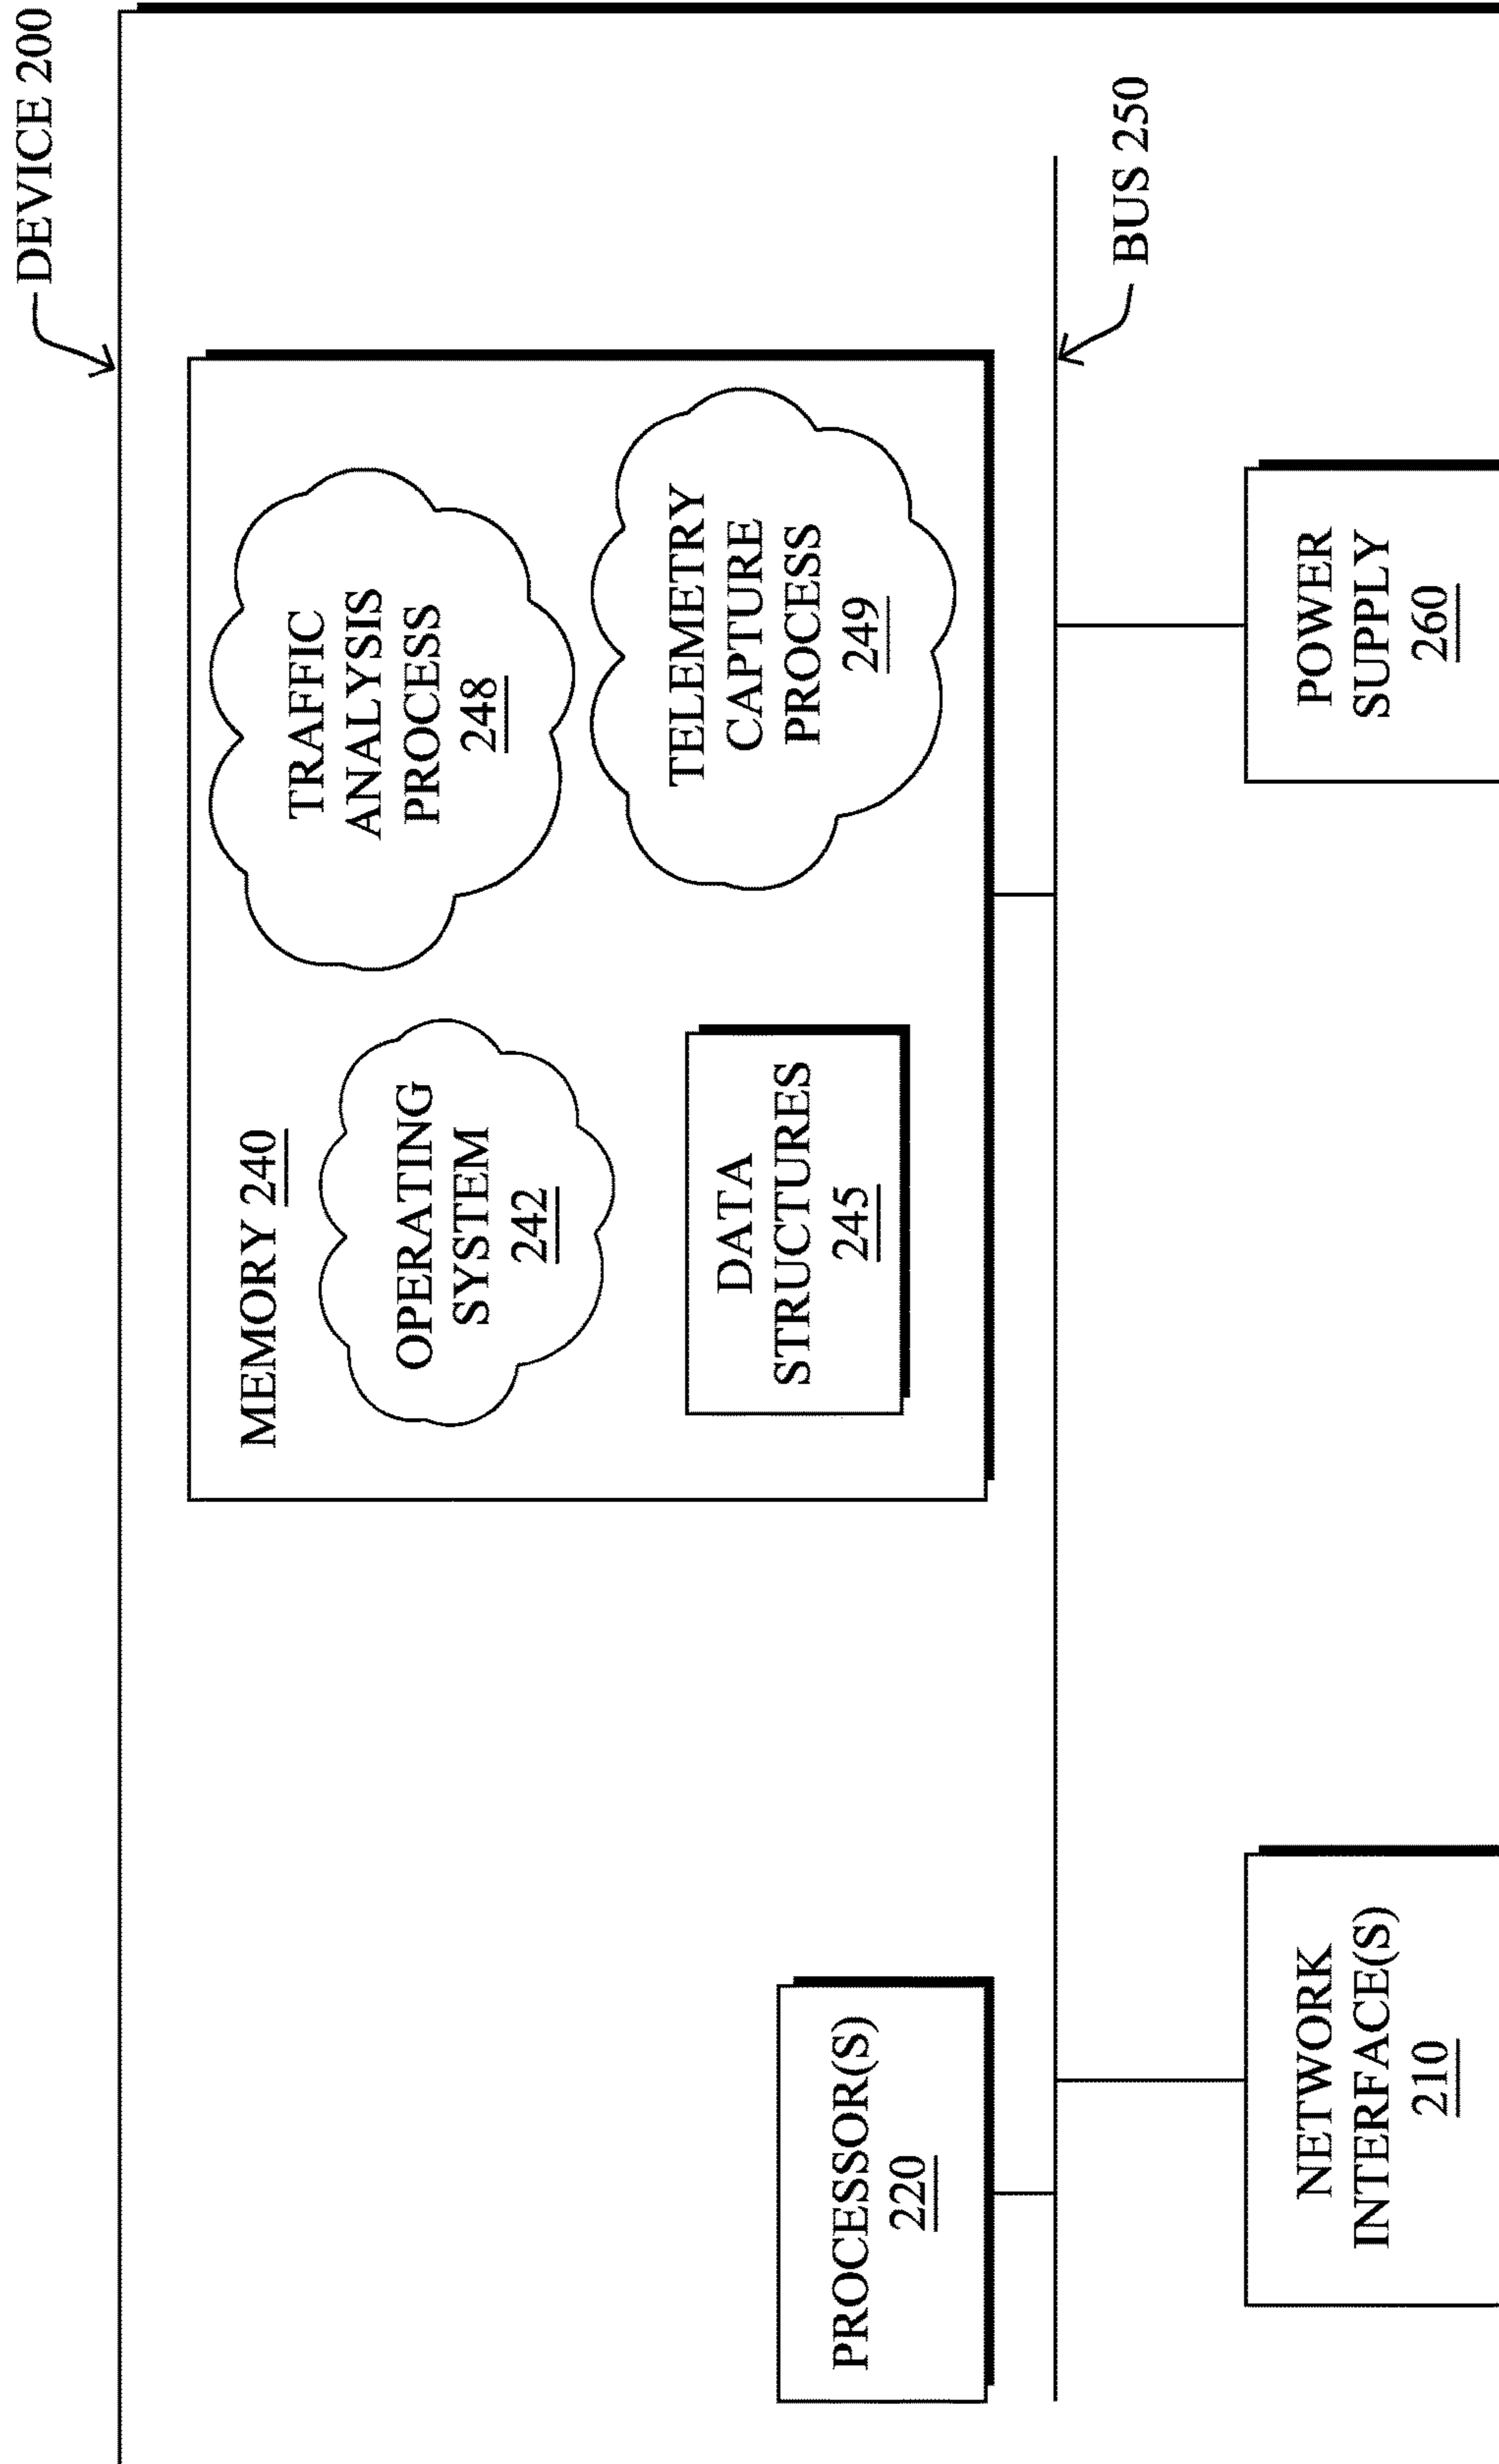 DEVICE 200
MEMORY 240
OPERATING
SYSTEM
242
TRAFFIC
ANALYSIS
PROCESS
248
DATA
STRUCTURES
245
TELEMETRY
CAPTURE
PROCESS
249
PROCESSOR(S)
220
BUS 250
NETWORK
INTERFACE(S)
210
POWER
SUPPLY
260